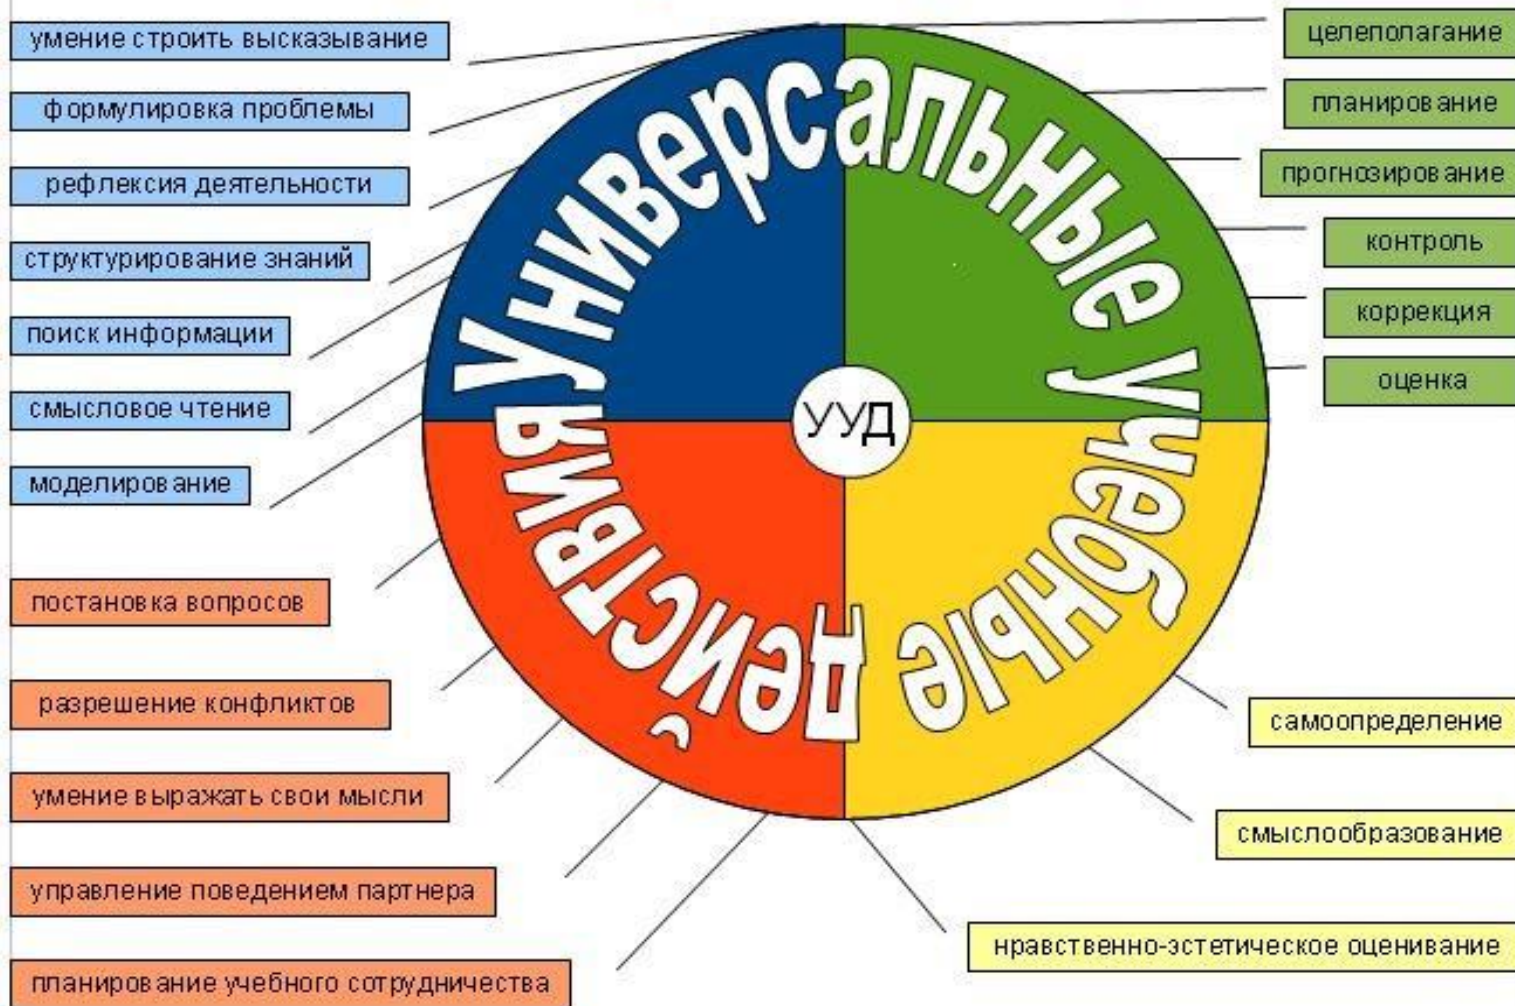 умение строить высказывание
формулировка проблемы
рефлексия деятельности
структурирование знаний
поиск информации
смысловое чтение
моделирование
постановка вопросов
разрешение конфликтов
умение выражать свои мысли
управление поведением партнера
планирование учебного сотрудничества
Универсальные учебные действия
УУД
целеполагание
планирование
прогнозирование
контроль
коррекция
оценка
самоопределение
смыслообразование
нравственно-эстетическое оценивание